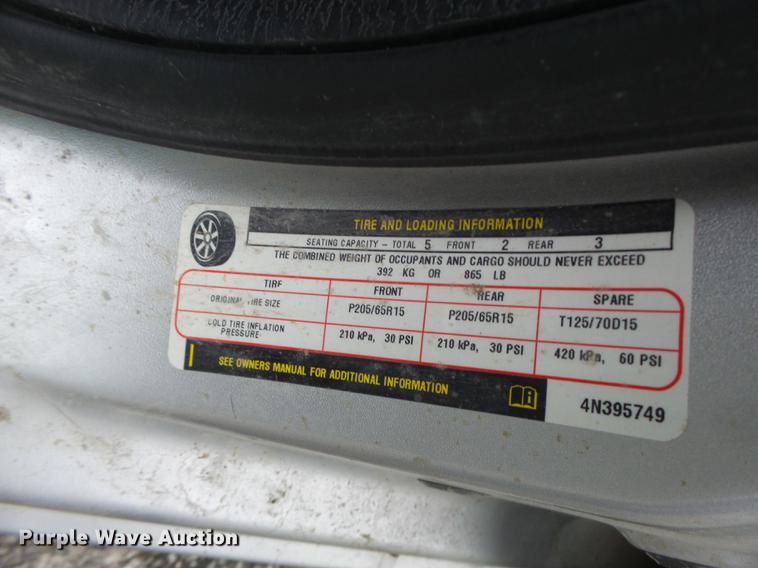 TIRE AND LOADING INFORMATION
SEATING CAPACITY - TOTAL 5 FRONT 2 REAR 3
THE COMBINED WEIGHT OF OCCUPANTS AND CARGO SHOULD NEVER EXCEED
392 KG OR 865 LB
TIRE FRONT REAR SPARE
ORIGINAL TIRE SIZE P205/65R15 P205/65R15 T125/70D15
COLD TIRE INFLATION
PRESSURE 210 kPa, 30 PSI 210 kPa, 30 PSI 420 kPa, 60 PSI
SEE OWNERS MANUAL FOR ADDITIONAL INFORMATION
4N395749
Purple Wave Auction